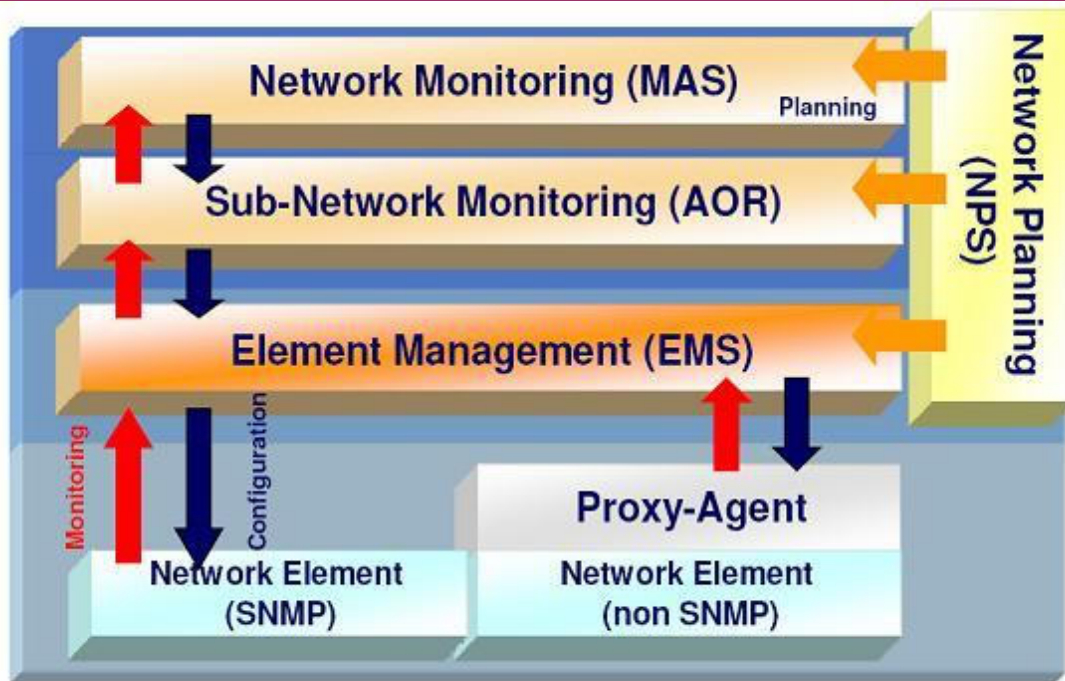 Network Monitoring (MAS)
Planning
Sub-Network Monitoring (AOR)
Element Management (EMS)
Network Planning
(NPS)
Monitoring
Configuration
Proxy-Agent
Network Element
(SNMP)
Network Element
(non SNMP)